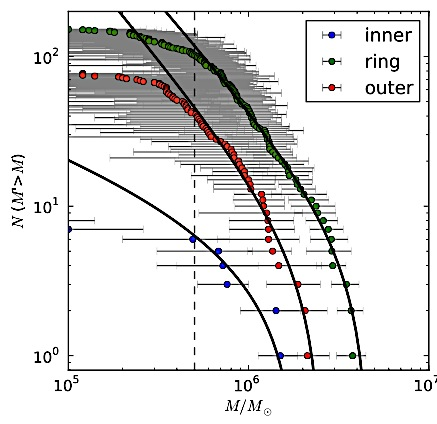 inner
ring
outer
10²
10¹
10⁰
N (M'>M)
10⁵
10⁶
10⁷
M/M⊙